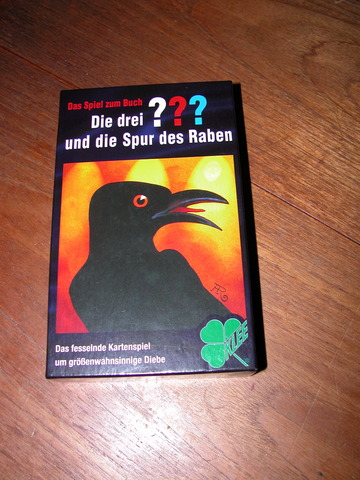 Das Spiel zum Buch
Die drei ???
und die Spur des Raben
Das fesselnde Kartenspiel
um größenwahnsinnige Diebe
KLEE